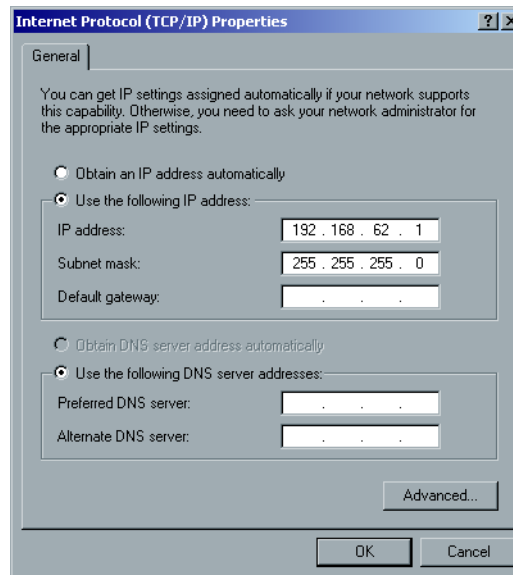 Internet Protocol (TCP/IP) Properties
General
You can get IP settings assigned automatically if your network supports
this capability. Otherwise, you need to ask your network administrator for
the appropriate IP settings.
Obtain an IP address automatically
Use the following IP address:
IP address: 192 . 168 . 62 . 1
Subnet mask: 255 . 255 . 255 . 0
Default gateway: . . .
Obtain DNS server address automatically
Use the following DNS server addresses:
Preferred DNS server: . . .
Alternate DNS server: . . .
Advanced...
OK Cancel